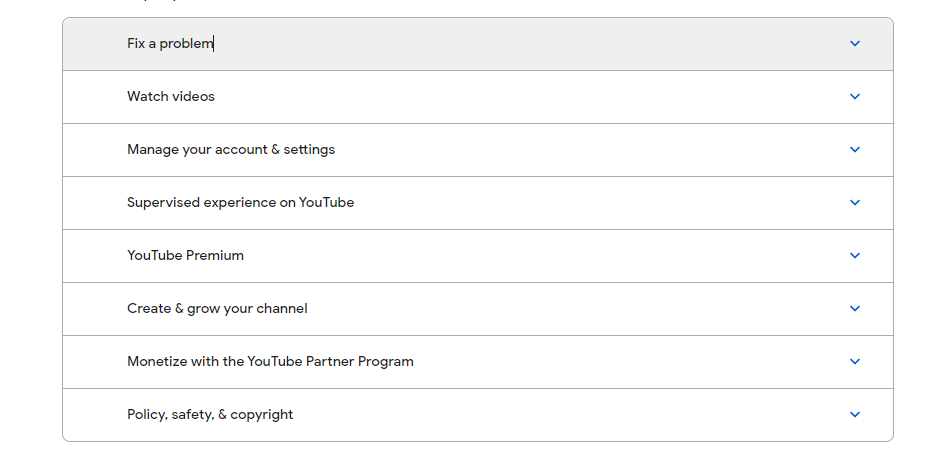 Fix a problem
Watch videos
Manage your account & settings
Supervised experience on YouTube
YouTube Premium
Create & grow your channel
Monetize with the YouTube Partner Program
Policy, safety, & copyright